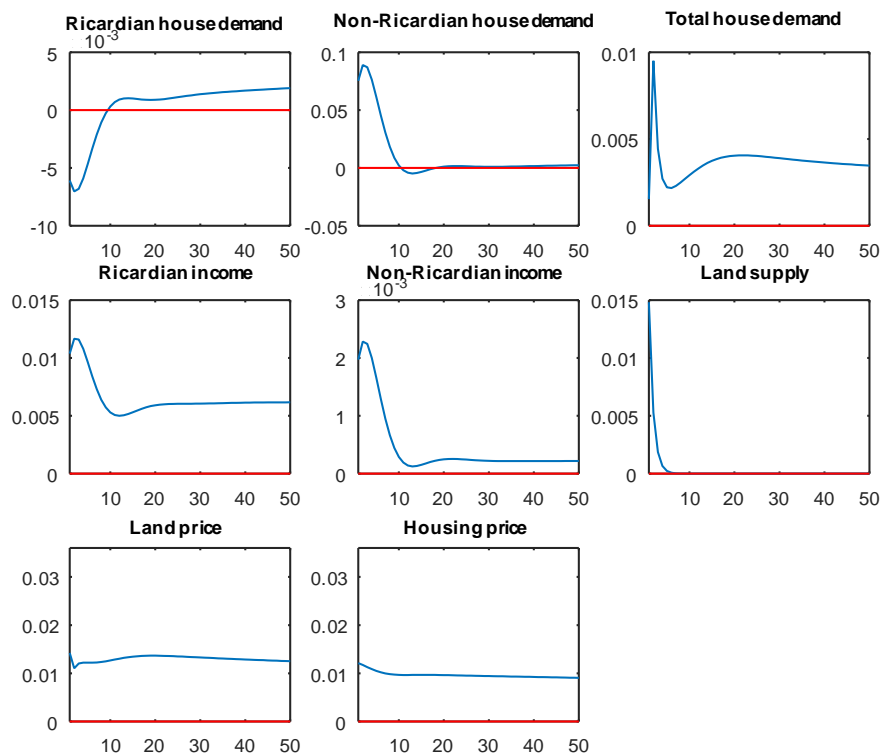 Ricardian house demand
Non-Ricardian house demand
Total house demand
10^-3
5
0
-5
-10
10 20 30 40 50
0.1
0.05
0
-0.05
10 20 30 40 50
0.01
0.005
0
10 20 30 40 50
Ricardian income
Non-Ricardian income
Land supply
0.015
0.01
0.005
0
10 20 30 40 50
10^-3
3
2
1
0
10 20 30 40 50
0.015
0.01
0.005
0
10 20 30 40 50
Land price
Housing price
0.03
0.02
0.01
0
10 20 30 40 50
0.03
0.02
0.01
0
10 20 30 40 50